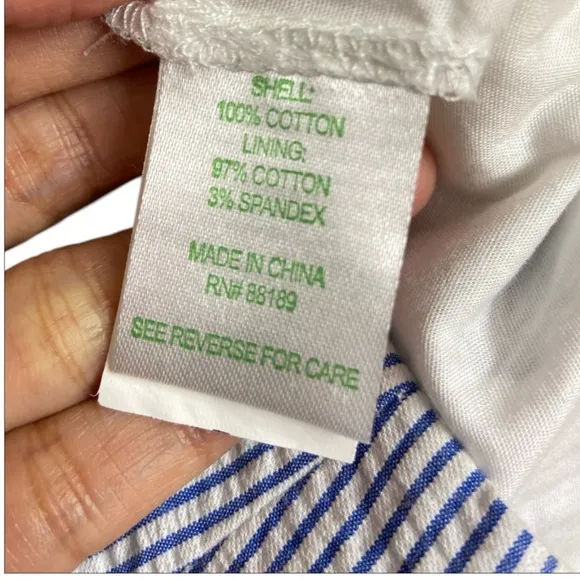 SHELL:
100% COTTON
LINING:
97% COTTON
3% SPANDEX
MADE IN CHINA
RN# 88189
SEE REVERSE FOR CARE